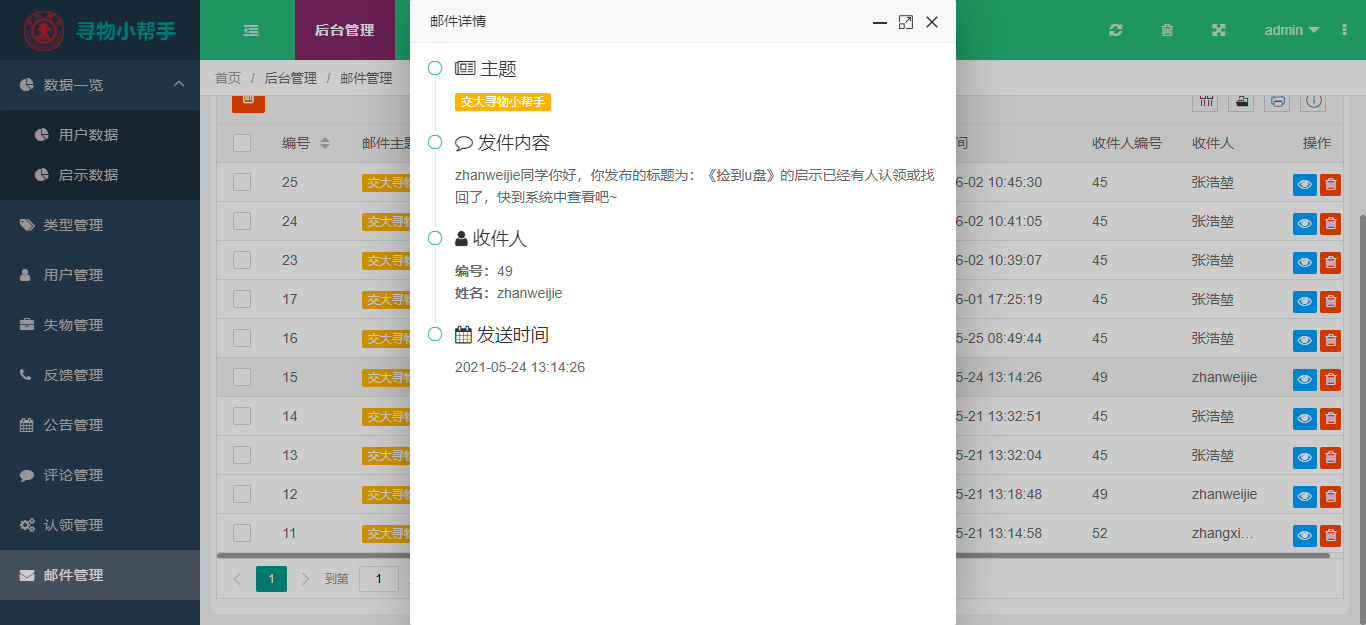 寻物小帮手
后台管理
admin
首页 / 后台管理 / 邮件管理
数据一览
用户数据
启示数据
类型管理
用户管理
失物管理
反馈管理
公告管理
评论管理
认领管理
邮件管理
邮件详情
主题
交大寻物小帮手
发件内容
zhanweijie同学你好，你发布的标题为：《捡到u盘》的启示已经有人认领或找
回了，快到系统中查看吧~
收件人
编号：49
姓名：zhanweijie
发送时间
2021-05-24 13:14:26
编号 邮件主题 间 收件人编号 收件人 操作
25 交大寻物 6-02 10:45:30 45 张浩堃
24 交大寻物 6-02 10:41:05 45 张浩堃
23 交大寻物 6-02 10:39:07 45 张浩堃
17 交大寻物 6-01 17:25:19 45 张浩堃
16 交大寻物 5-25 08:49:44 45 张浩堃
15 交大寻物 5-24 13:14:26 49 zhanweijie
14 交大寻物 5-21 13:32:51 45 张浩堃
13 交大寻物 5-21 13:32:04 45 张浩堃
12 交大寻物 5-21 13:18:48 49 zhanweijie
11 交大寻物 5-21 13:14:58 52 zhangxi...
1 到第 1